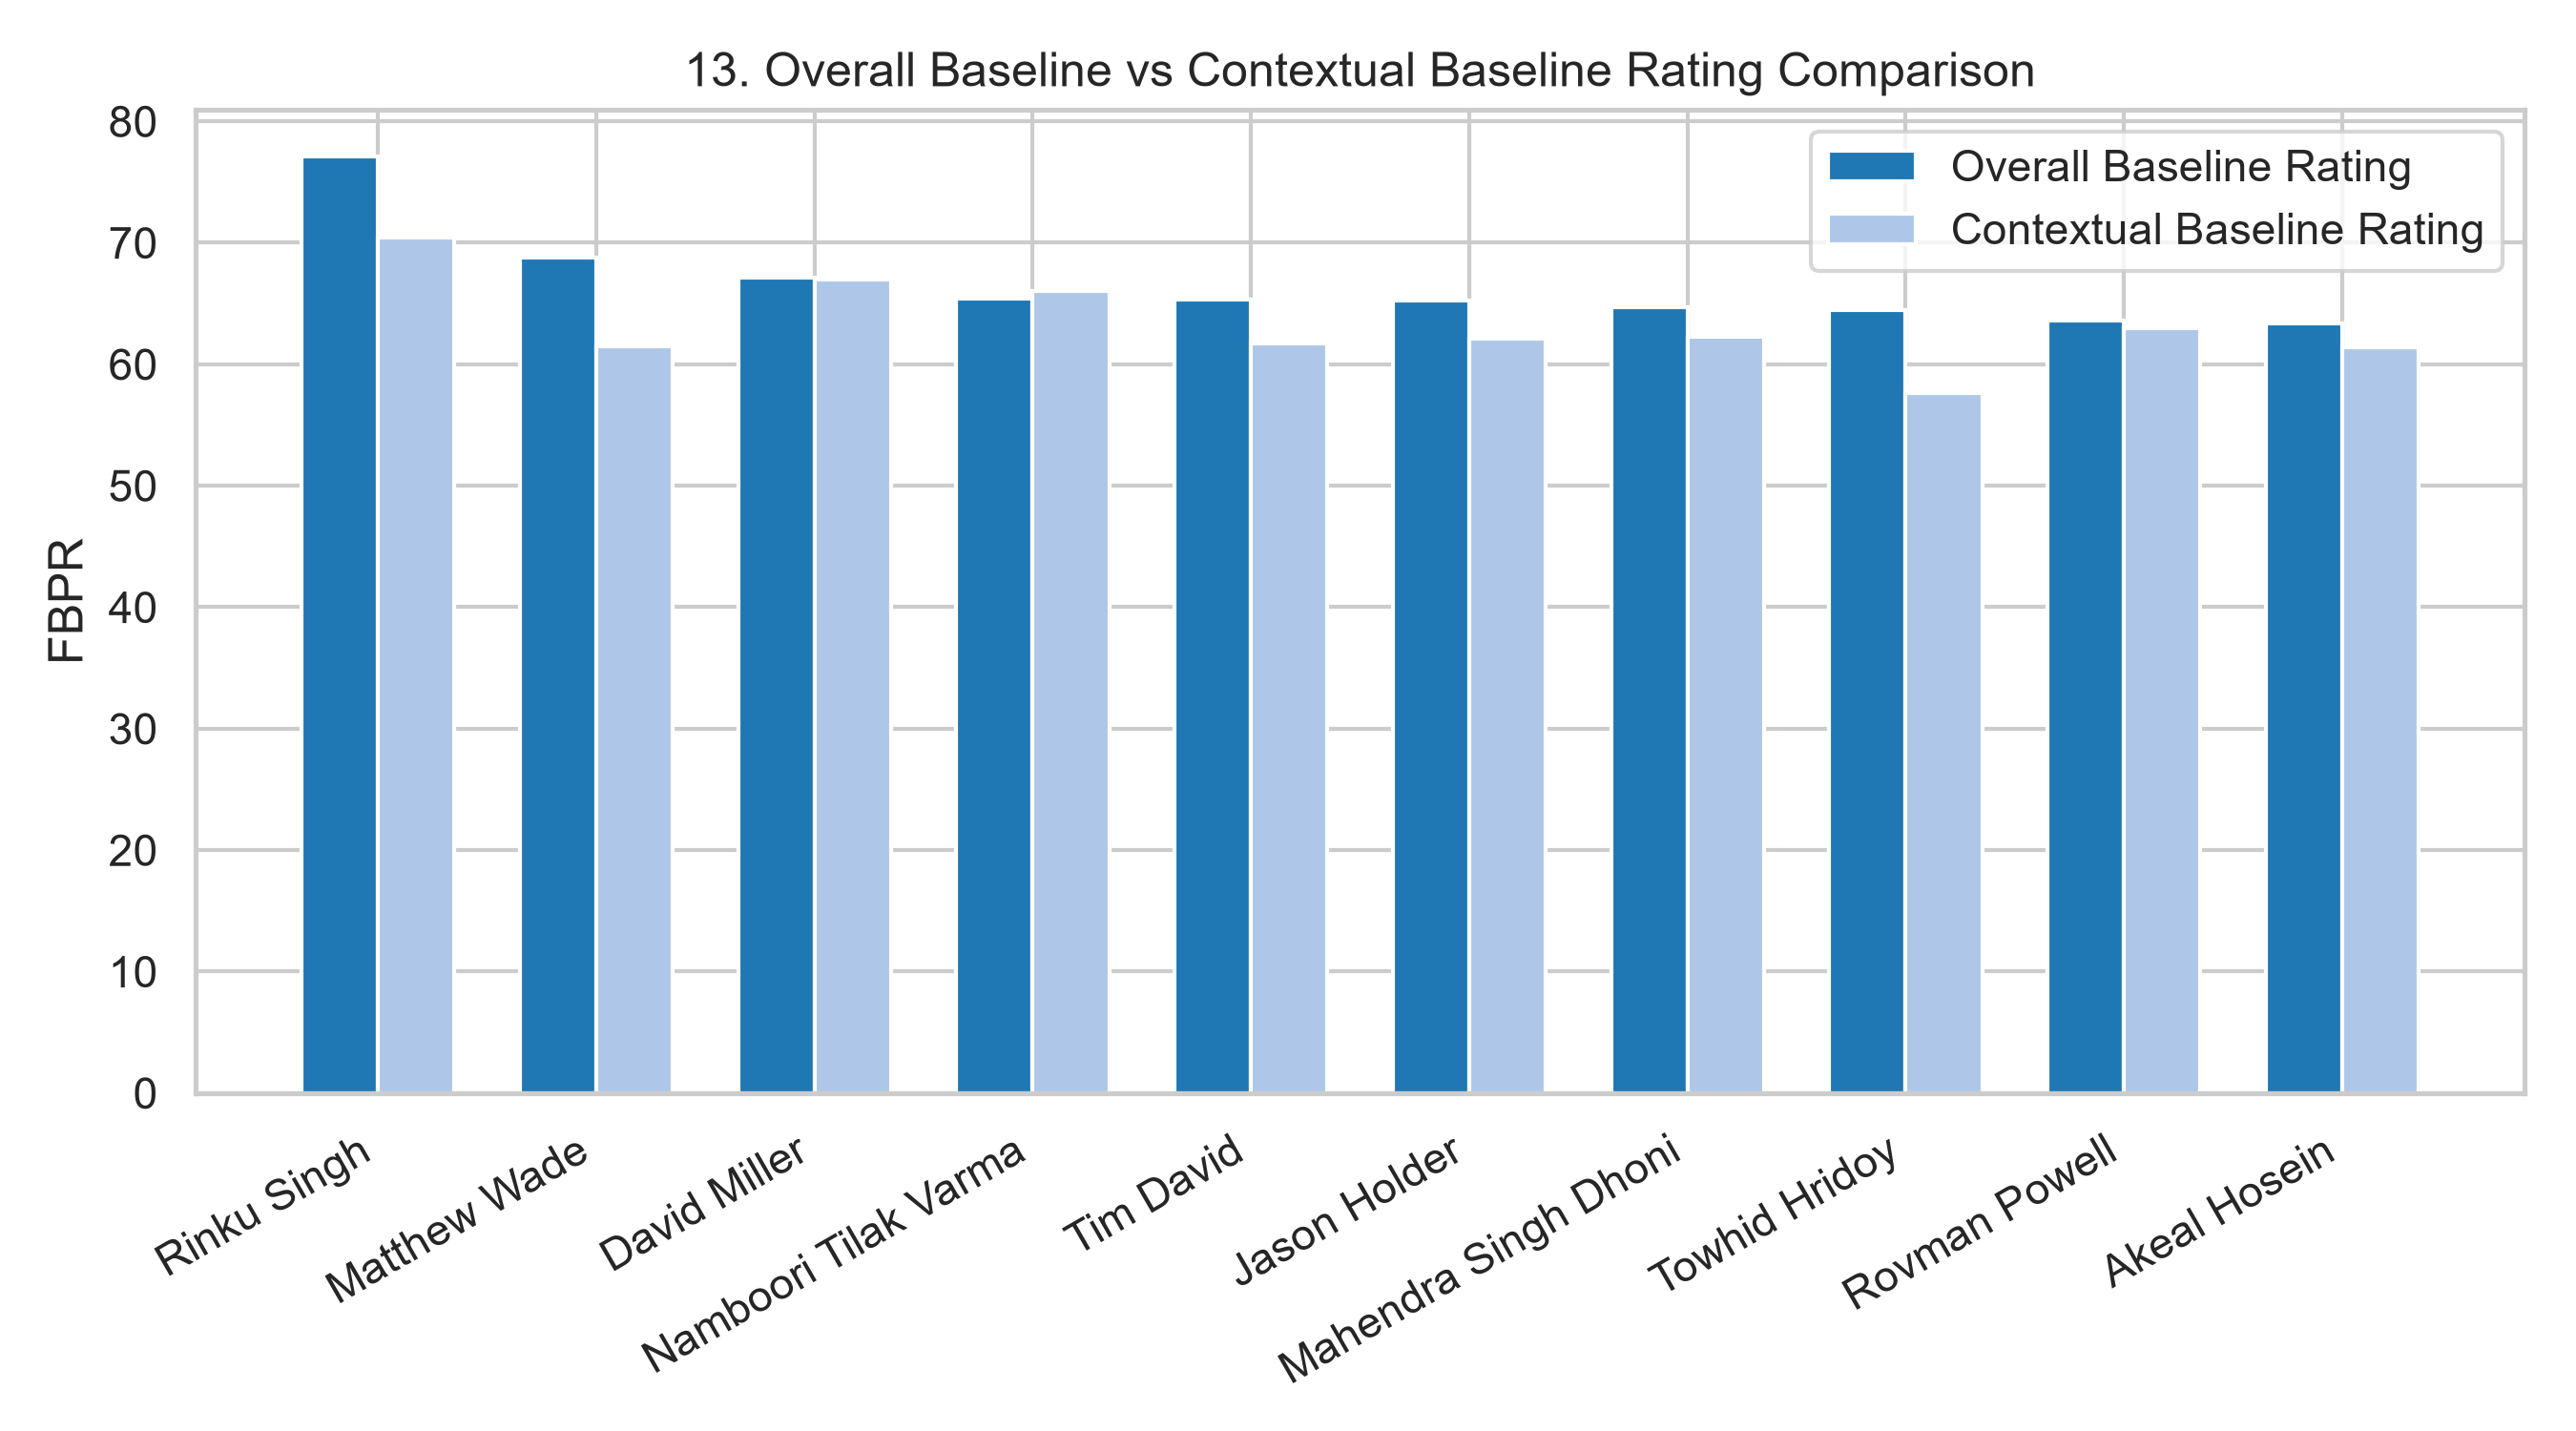 13. Overall Baseline vs Contextual Baseline Rating Comparison
Overall Baseline Rating
Contextual Baseline Rating
FBPR
80
70
60
50
40
30
20
10
0
Rinku Singh
Matthew Wade
David Miller
Namboori Tilak Varma
Tim David
Jason Holder
Mahendra Singh Dhoni
Towhid Hridoy
Rovman Powell
Akeal Hosein